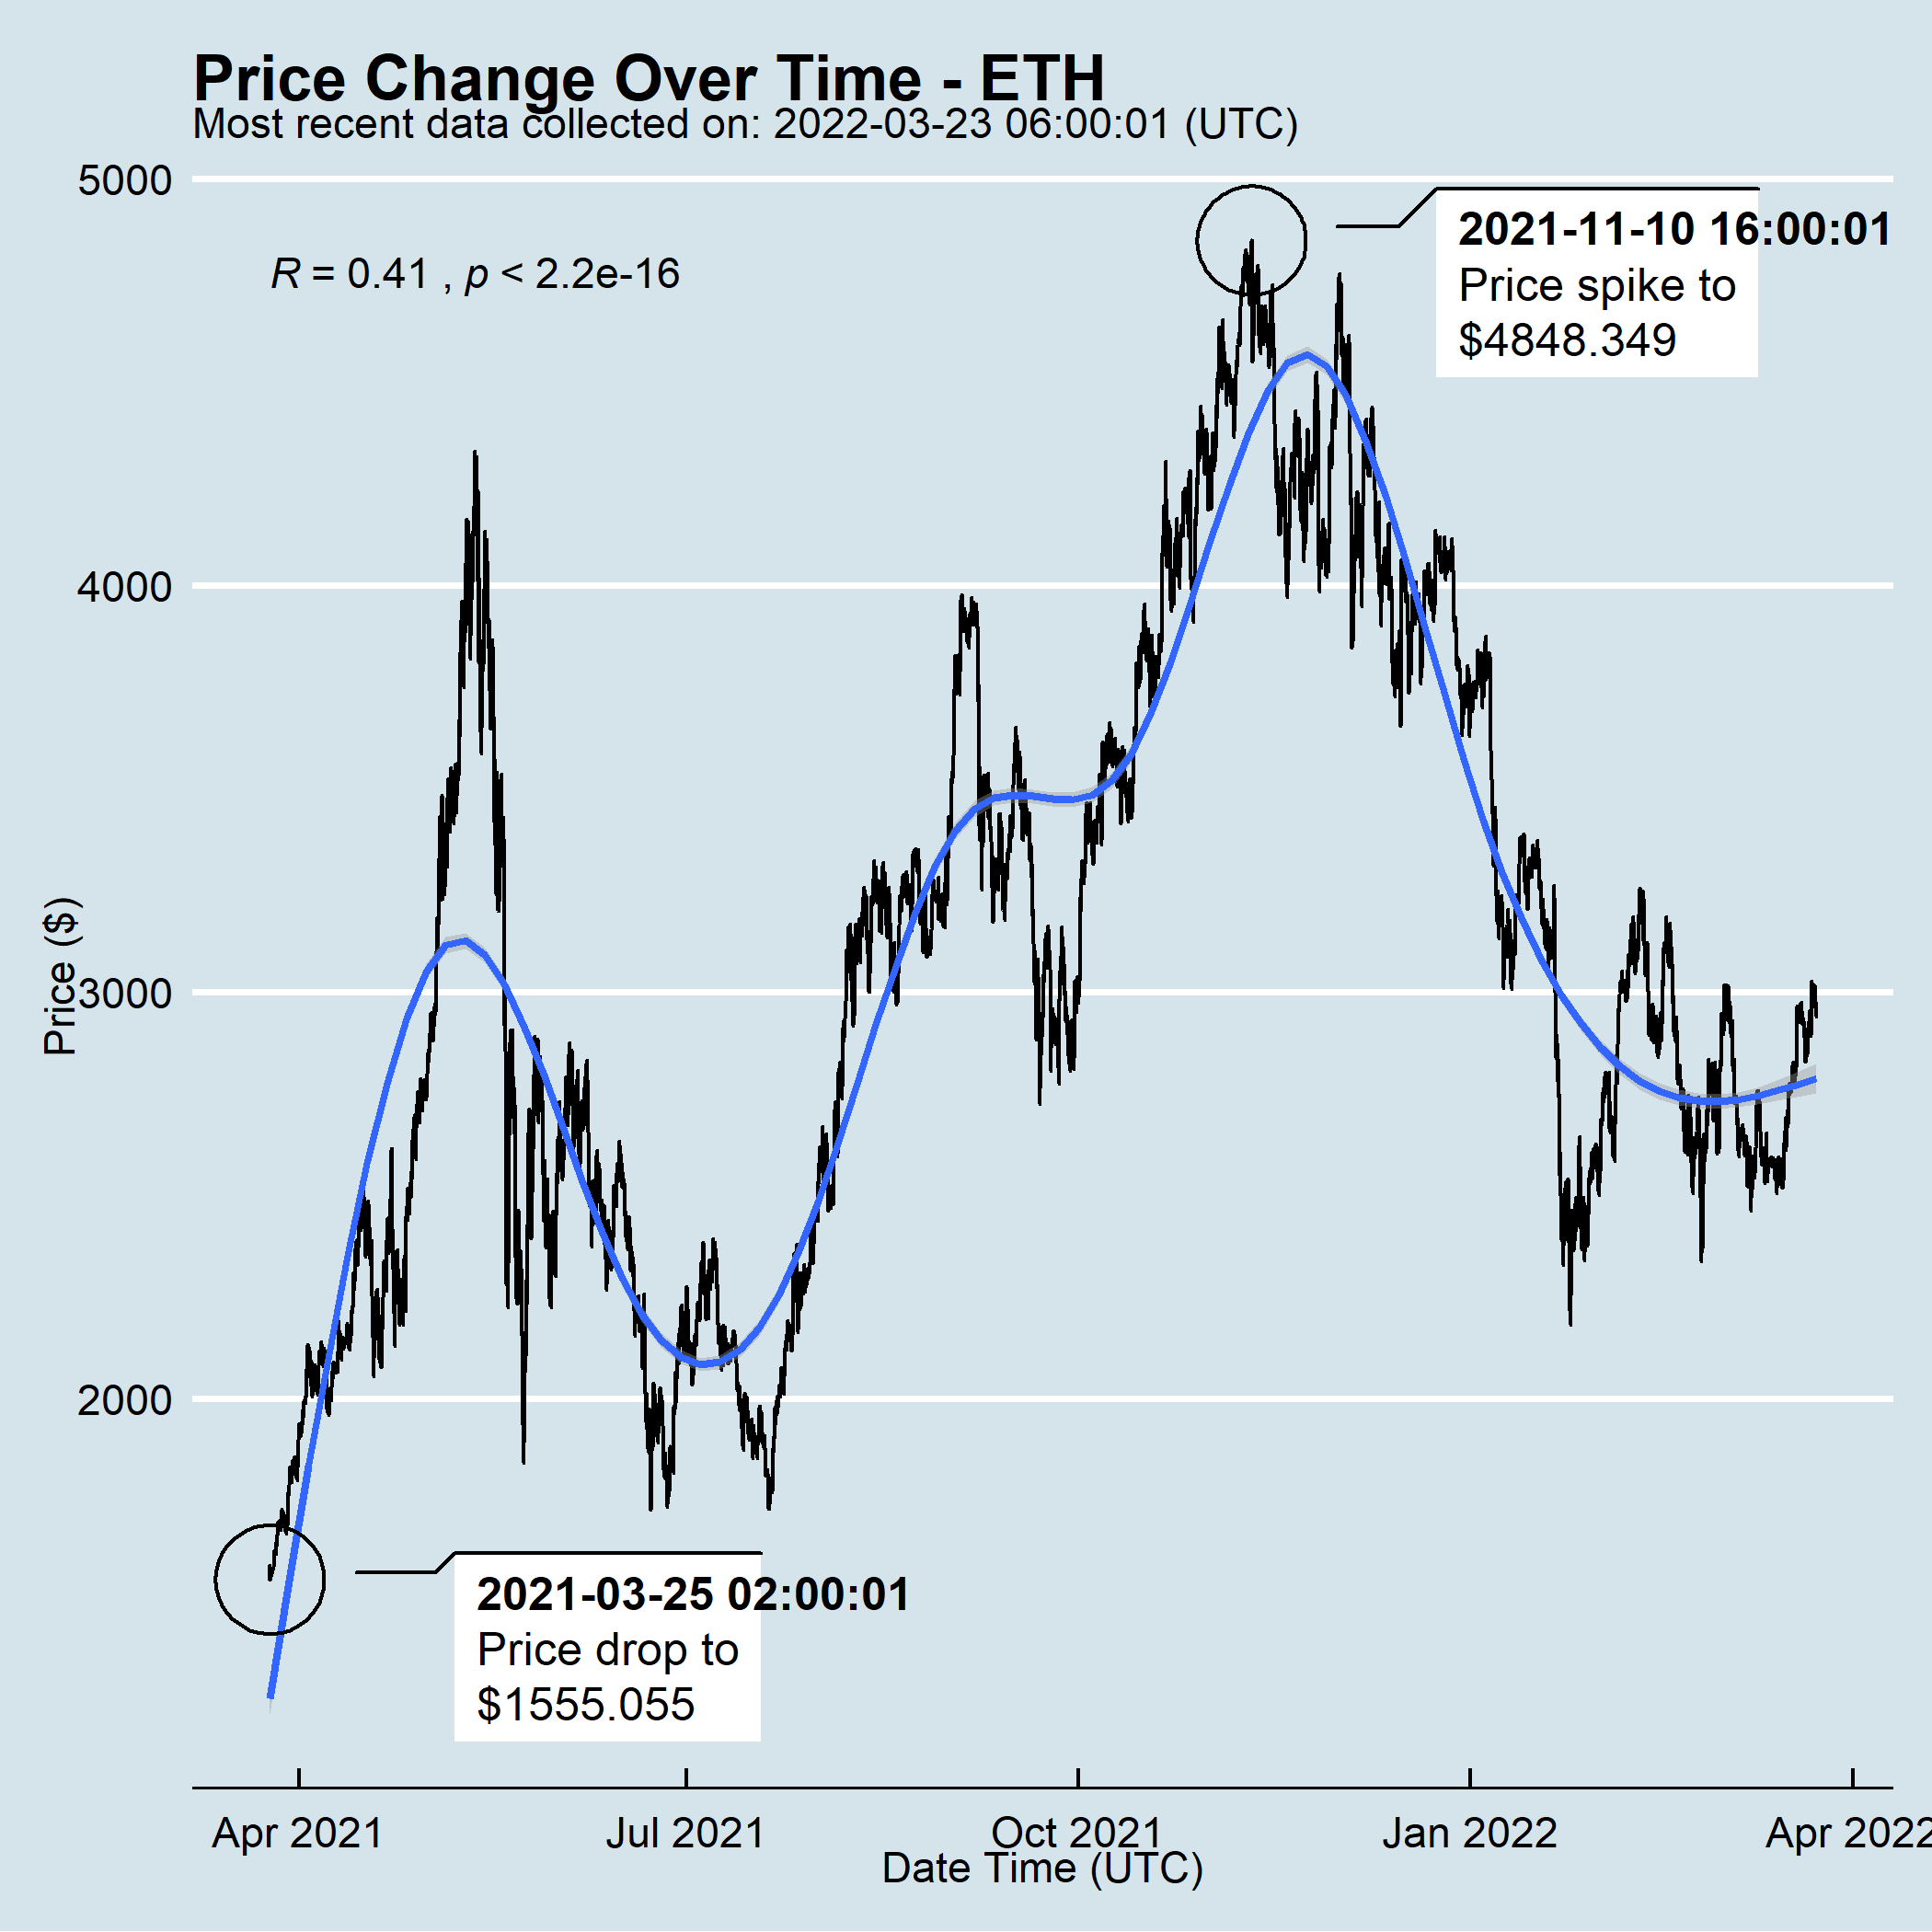 Price Change Over Time - ETH
Most recent data collected on: 2022-03-23 06:00:01 (UTC)
5000
2021-11-10 16:00:01
Price spike to
$4848.349
R = 0.41 , p < 2.2e-16
4000
Price ($)
3000
2000
2021-03-25 02:00:01
Price drop to
$1555.055
Apr 2021 Jul 2021 Oct 2021 Jan 2022 Apr 2022
Date Time (UTC)